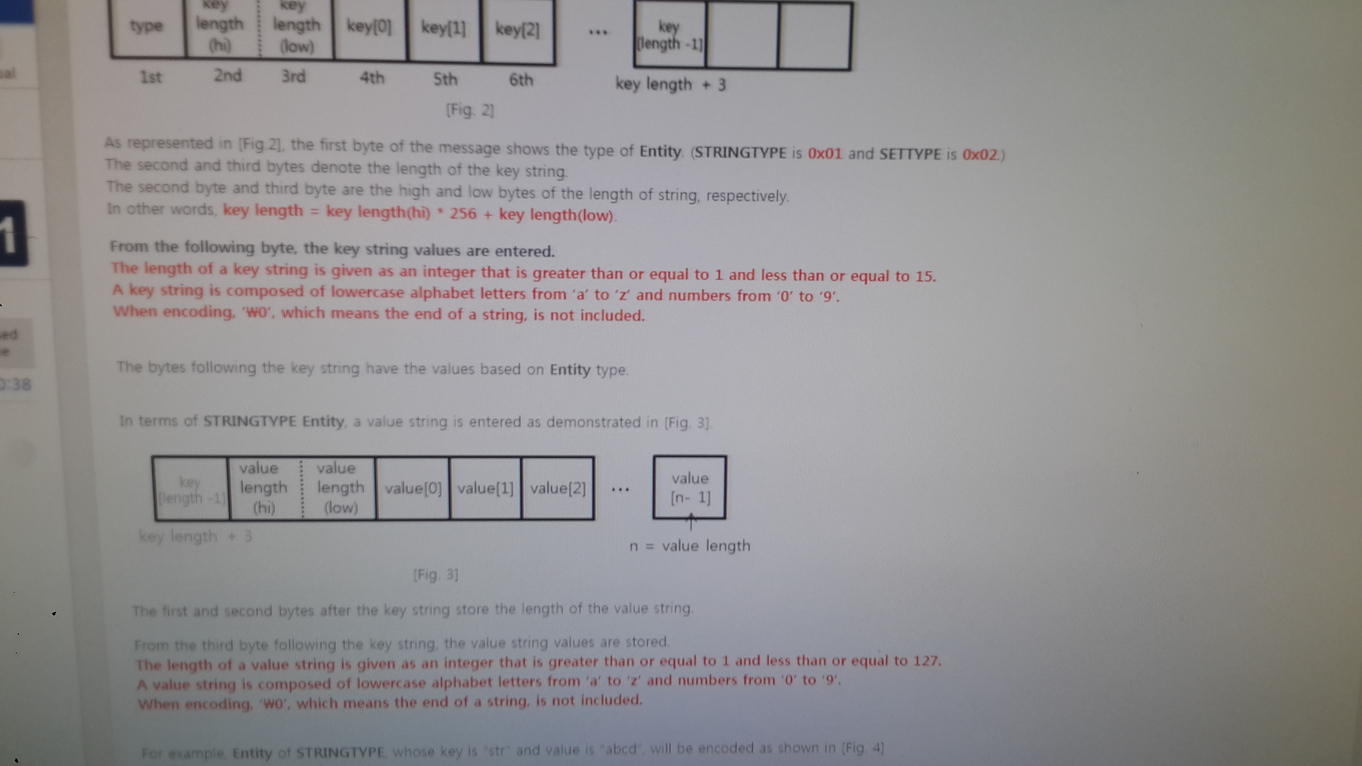 type
key
length
(hi)
key
length
(low)
key[0]
key[1]
key[2]
...
key
[length -1]
1st
2nd
3rd
4th
5th
6th
key length + 3
[Fig. 2]
As represented in [Fig.2], the first byte of the message shows the type of Entity. (STRINGTYPE is 0x01 and SETTYPE is 0x02.)
The second and third bytes denote the length of the key string.
The second byte and third byte are the high and low bytes of the length of string, respectively.
In other words, key length = key length(hi) * 256 + key length(low).
From the following byte, the key string values are entered.
The length of a key string is given as an integer that is greater than or equal to 1 and less than or equal to 15.
A key string is composed of lowercase alphabet letters from 'a' to 'z' and numbers from '0' to '9'.
When encoding, '₩0', which means the end of a string, is not included.
The bytes following the key string have the values based on Entity type.
In terms of STRINGTYPE Entity, a value string is entered as demonstrated in [Fig. 3].
key
[length -1]
value
length
(hi)
value
length
(low)
value[0]
value[1]
value[2]
...
value
[n- 1]
key length + 3
n = value length
[Fig. 3]
The first and second bytes after the key string store the length of the value string.
From the third byte following the key string, the value string values are stored.
The length of a value string is given as an integer that is greater than or equal to 1 and less than or equal to 127.
A value string is composed of lowercase alphabet letters from 'a' to 'z' and numbers from '0' to '9'.
When encoding, '₩0', which means the end of a string, is not included.
For example, Entity of STRINGTYPE, whose key is "str" and value is "abcd", will be encoded as shown in [Fig. 4]
1
0:38